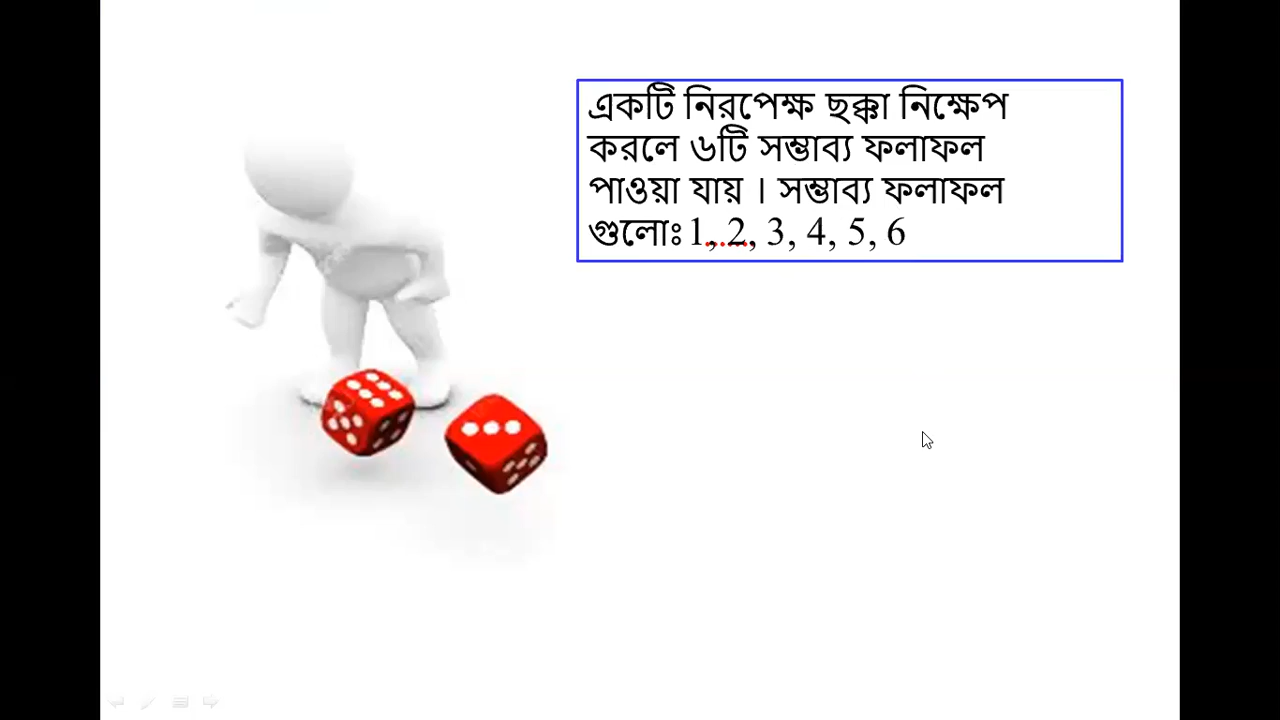 একটি নিরপেক্ষ ছক্কা নিক্ষেপ
করলে ৬টি সম্ভাব্য ফলাফল
পাওয়া যায় । সম্ভাব্য ফলাফল
গুলোঃ 1, 2, 3, 4, 5, 6